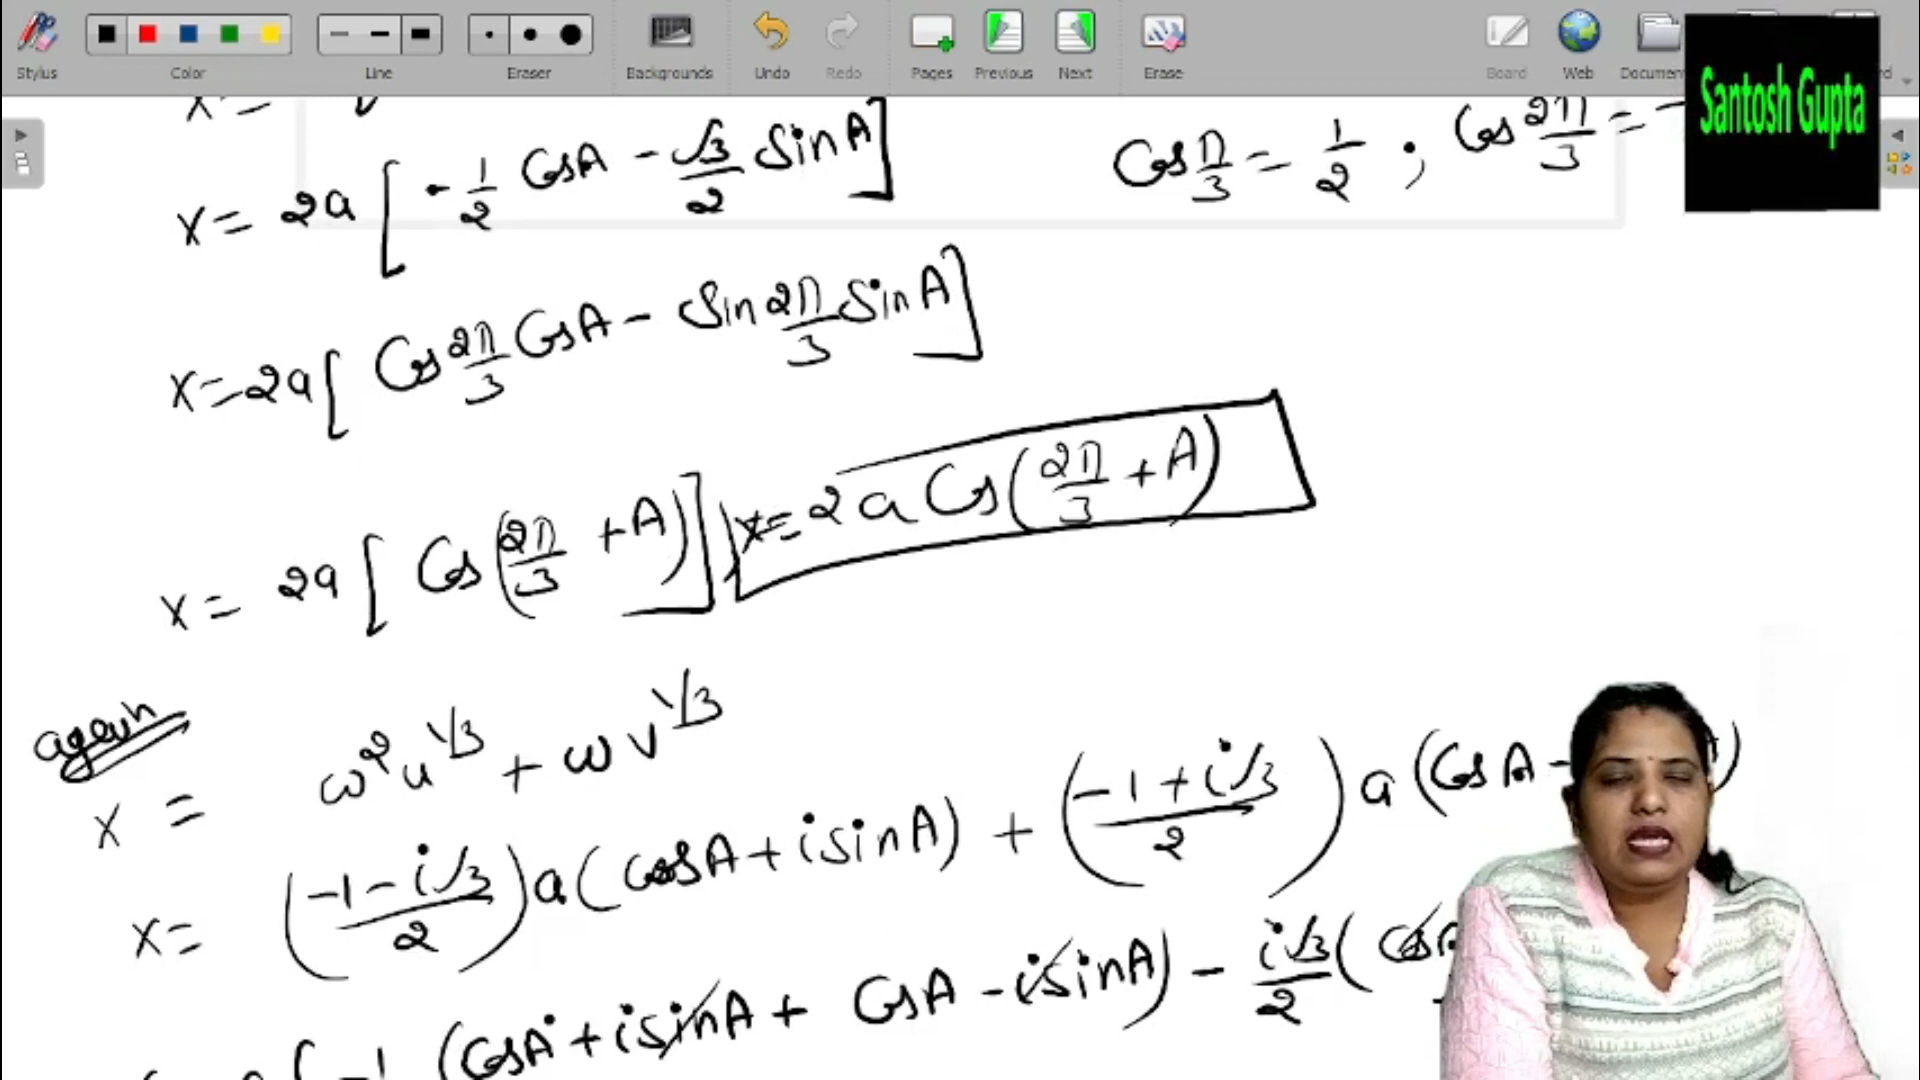 Stylus Color Line Eraser Backgrounds Undo Redo Pages Previous Next Erase Board Web Documen
Santosh Gupta
x = 2a [ -1/2 CosA - √3/2 SinA ]
Cos π/3 = 1/2 ; Cos 2π/3 = -
x = 2a [ Cos 2π/3 CosA - Sin 2π/3 SinA ]
x = 2a [ Cos (2π/3 + A) ] x = 2a Cos (2π/3 + A)
again
x = ω²u^1/3 + ωv^1/3
x = ((-1 - i√3)/2) a (cosA + i sinA) + ((-1 + i√3)/2) a (CosA -
(CosA + i sinA + CosA - i sinA) - i√3/2 ( Cos